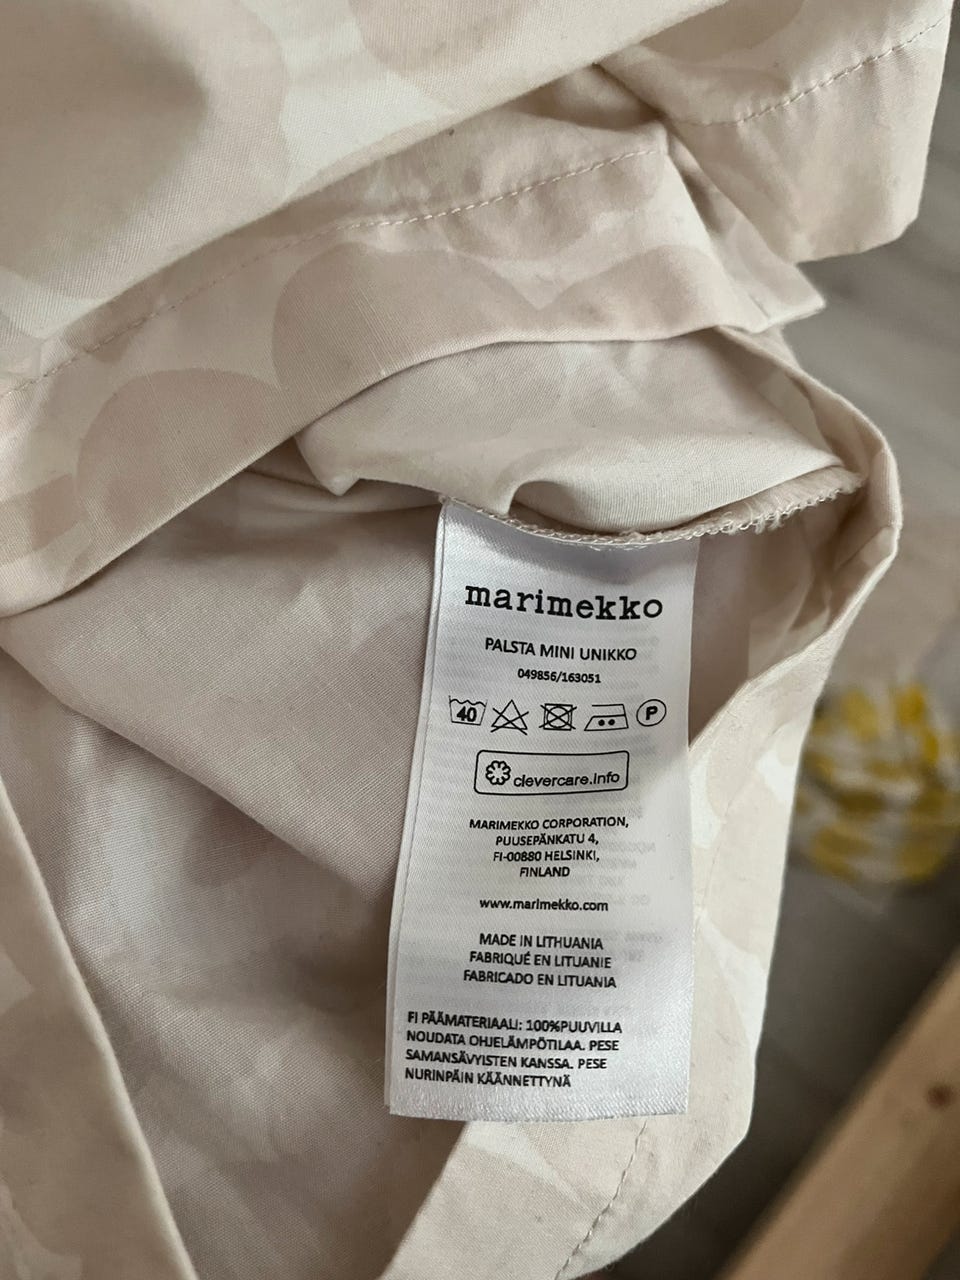 marimekko
PALSTA MINI UNIKKO
049856/163051
40 P
clevercare.info
MARIMEKKO CORPORATION,
PUUSEPÄNKATU 4,
FI-00880 HELSINKI,
FINLAND
www.marimekko.com
MADE IN LITHUANIA
FABRIQUÉ EN LITUANIE
FABRICADO EN LITUANIA
FI PÄÄMATERIAALI: 100%PUUVILLA
NOUDATA OHJELÄMPÖTILAA. PESE
SAMANSÄVYISTEN KANSSA. PESE
NURINPÄIN KÄÄNNETTYNÄ